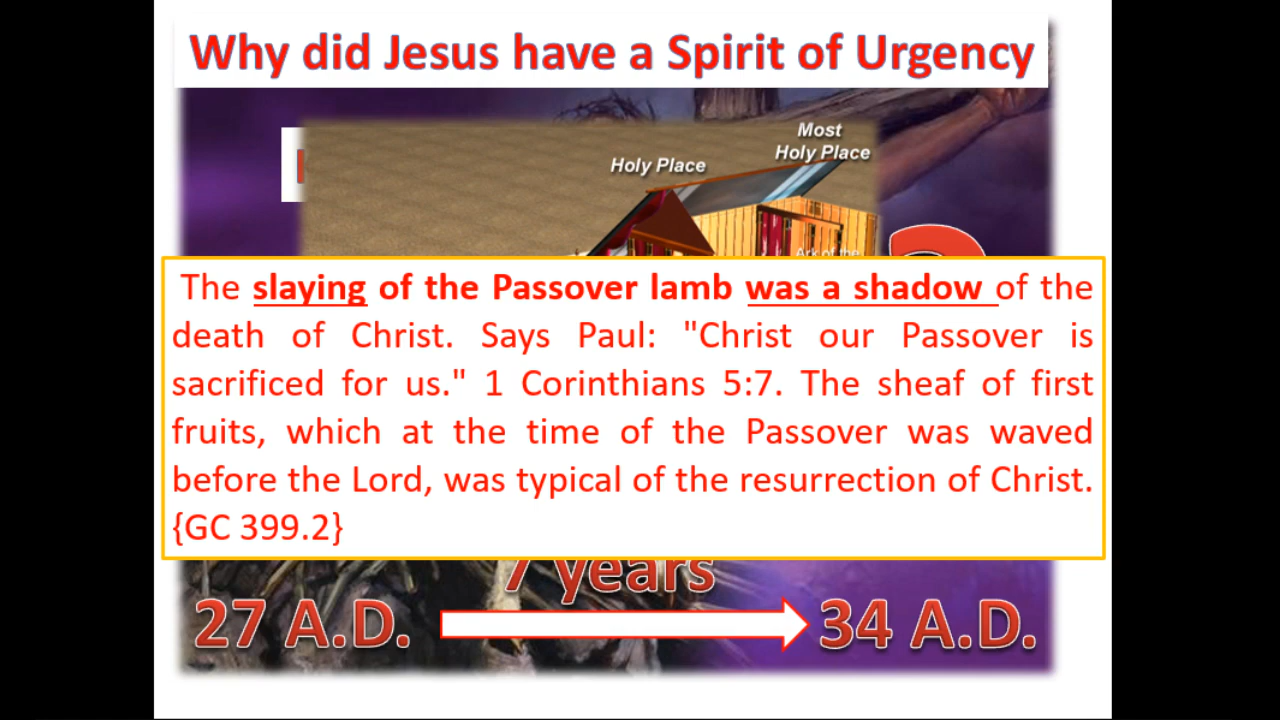 Why did Jesus have a Spirit of Urgency
Most
Holy Place
Holy Place
Ark of the
The slaying of the Passover lamb was a shadow of the
death of Christ. Says Paul: "Christ our Passover is
sacrificed for us." 1 Corinthians 5:7. The sheaf of first
fruits, which at the time of the Passover was waved
before the Lord, was typical of the resurrection of Christ.
{GC 399.2}
7 years
27 A.D.
34 A.D.